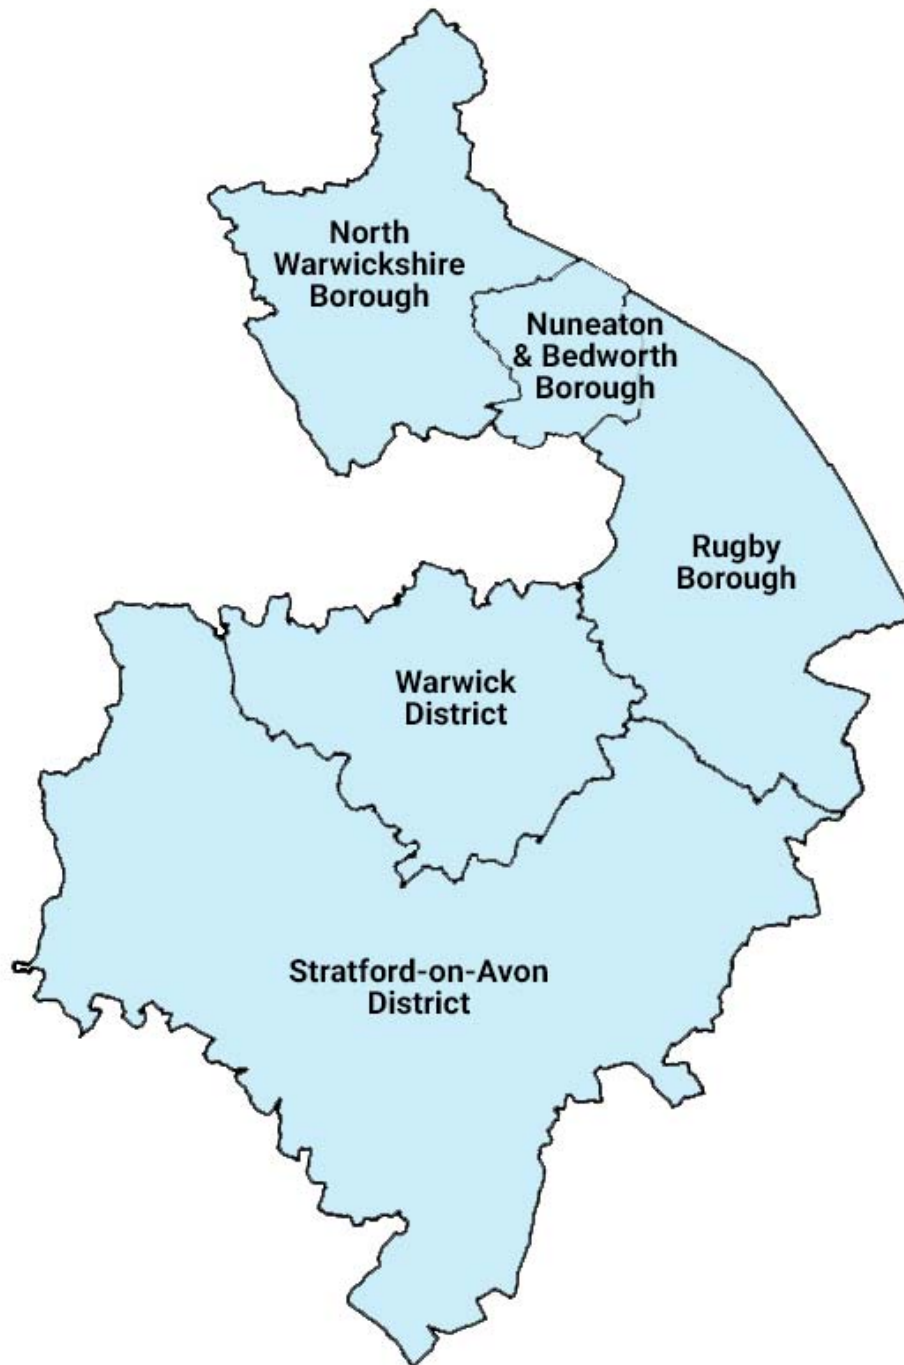 North
Warwickshire
Borough
Nuneaton
& Bedworth
Borough
Rugby
Borough
Warwick
District
Stratford-on-Avon
District